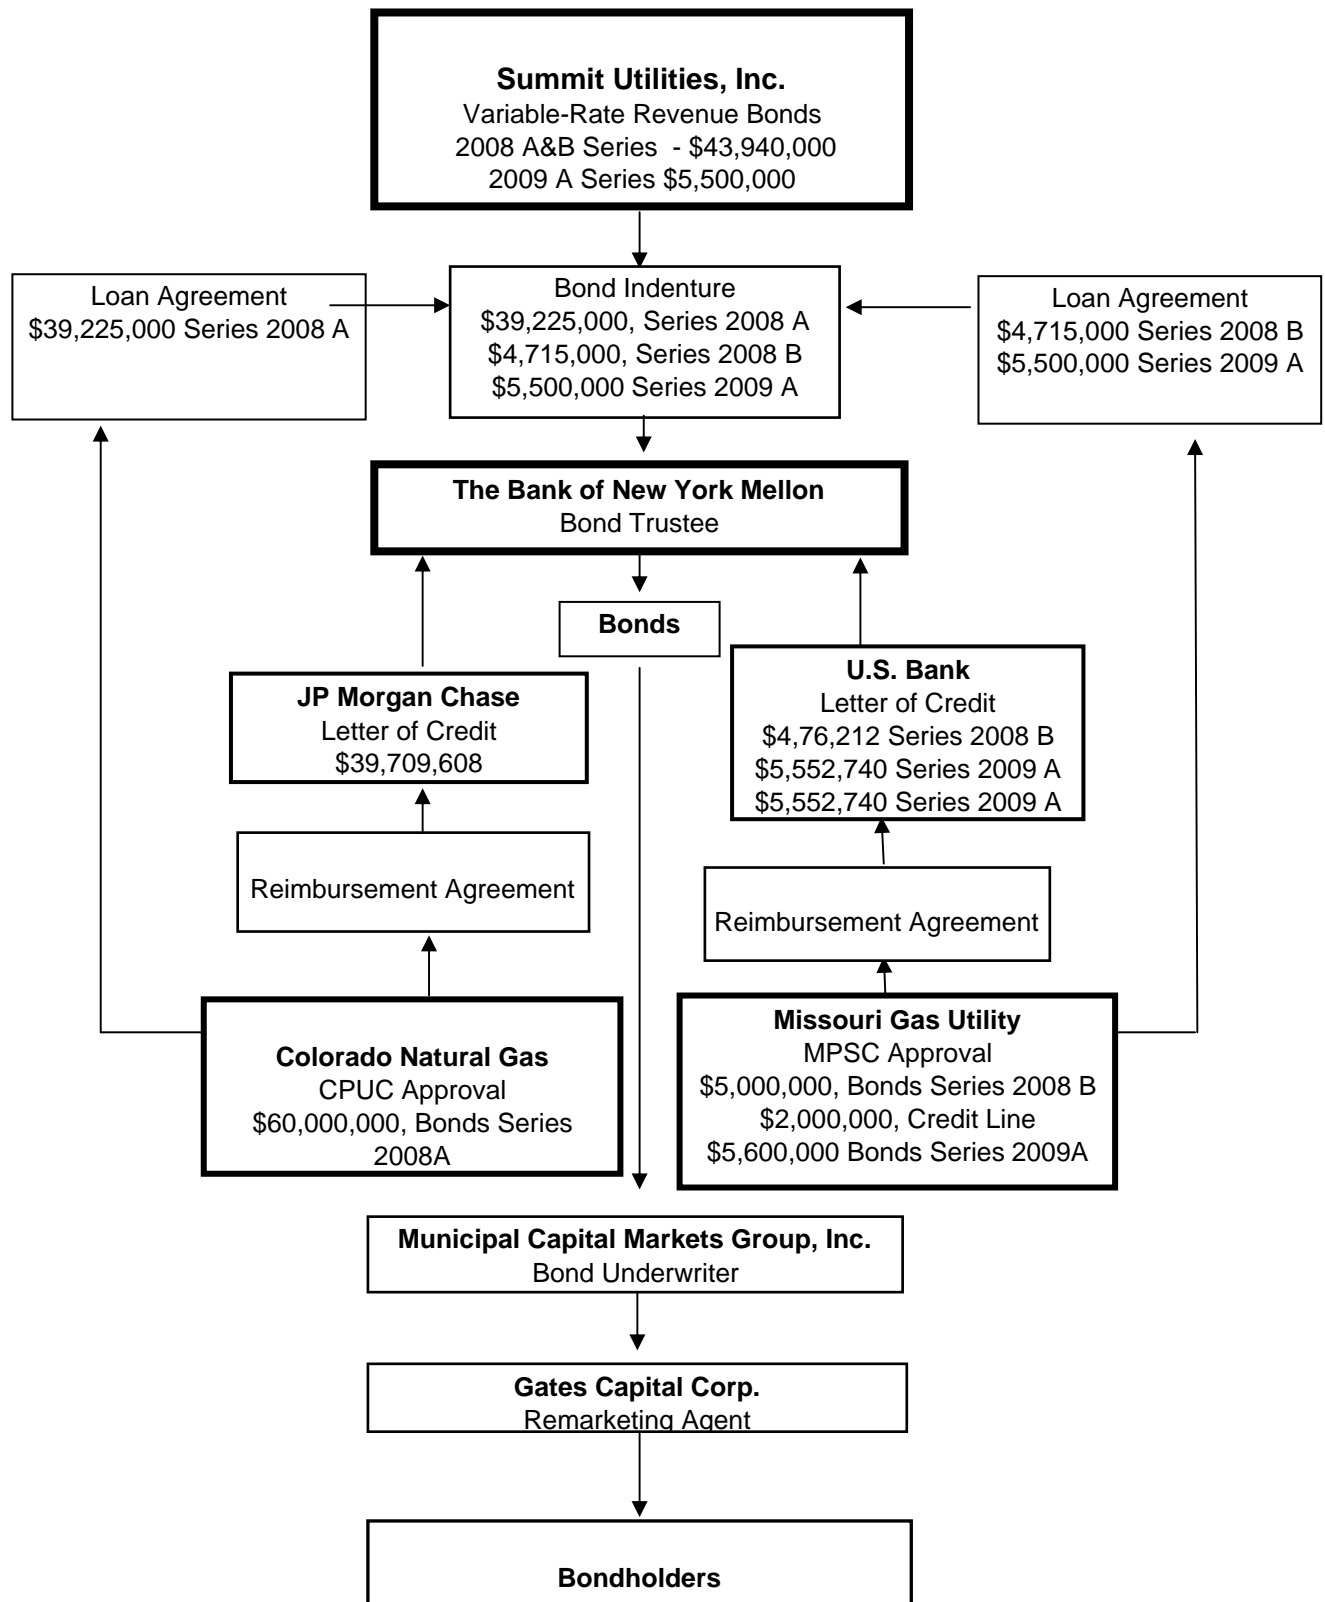 Summit Utilities, Inc.
Variable-Rate Revenue Bonds
2008 A&B Series - $43,940,000
2009 A Series $5,500,000
Loan Agreement
$39,225,000 Series 2008 A
Bond Indenture
$39,225,000, Series 2008 A
$4,715,000, Series 2008 B
$5,500,000 Series 2009 A
Loan Agreement
$4,715,000 Series 2008 B
$5,500,000 Series 2009 A
The Bank of New York Mellon
Bond Trustee
Bonds
JP Morgan Chase
Letter of Credit
$39,709,608
U.S. Bank
Letter of Credit
$4,76,212 Series 2008 B
$5,552,740 Series 2009 A
$5,552,740 Series 2009 A
Reimbursement Agreement
Reimbursement Agreement
Colorado Natural Gas
CPUC Approval
$60,000,000, Bonds Series
2008A
Missouri Gas Utility
MPSC Approval
$5,000,000, Bonds Series 2008 B
$2,000,000, Credit Line
$5,600,000 Bonds Series 2009A
Municipal Capital Markets Group, Inc.
Bond Underwriter
Gates Capital Corp.
Remarketing Agent
Bondholders